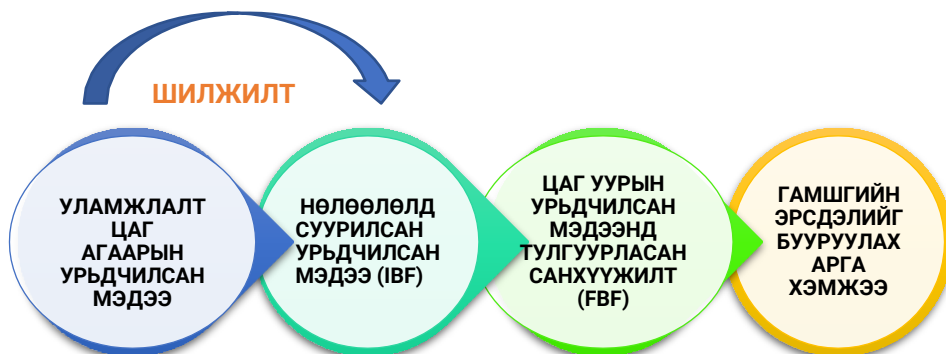 ШИЛЖИЛТ
УЛАМЖЛАЛТ
ЦАГ
АГААРЫН
УРЬДЧИЛСАН
МЭДЭЭ
НӨЛӨӨЛӨЛД
СУУРИЛСАН
УРЬДЧИЛСАН
МЭДЭЭ (IBF)
ЦАГ УУРЫН
УРЬДЧИЛСАН
МЭДЭЭНД
ТУЛГУУРЛАСАН
САНХҮҮЖИЛТ
(FBF)
ГАМШГИЙН
ЭРСДЭЛИЙГ
БУУРУУЛАХ
АРГА
ХЭМЖЭЭ